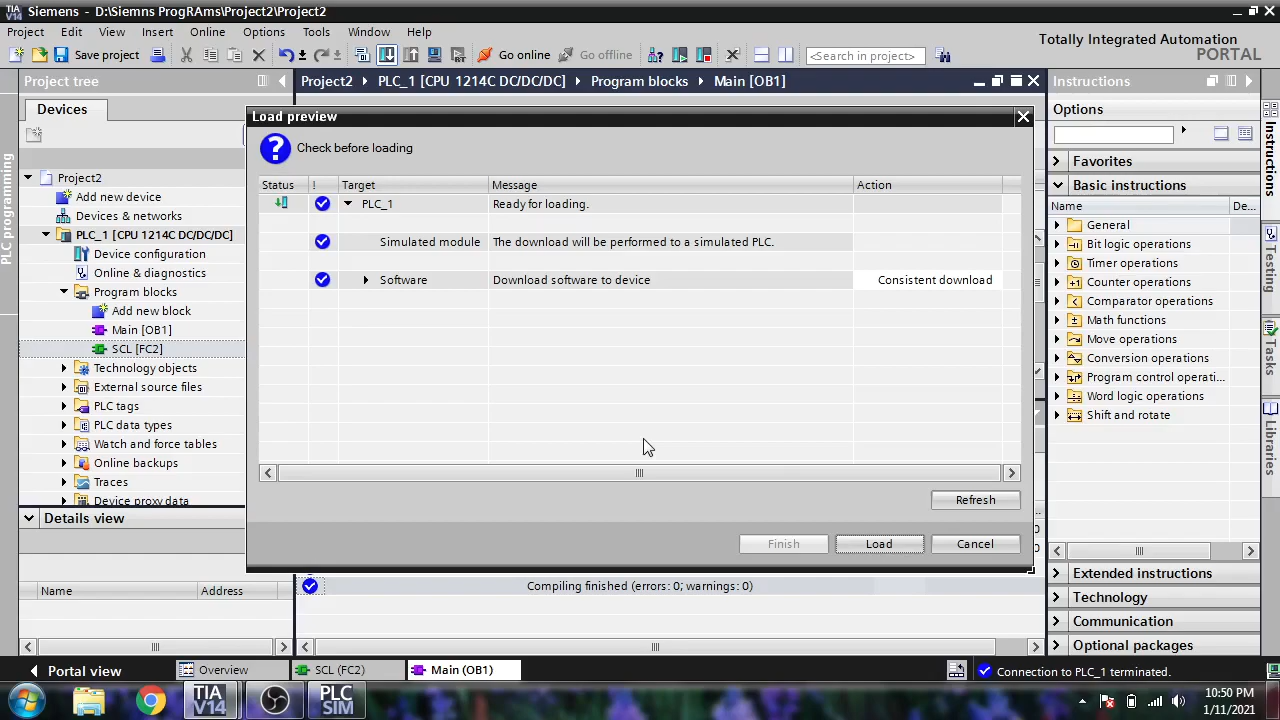 TIA
V14
Siemens - D:\Siemns ProgRAms\Project2\Project2
Project Edit View Insert Online Options Tools Window Help
Totally Integrated Automation
PORTAL
Save project
Go online
Go offline
<Search in project>
Project tree
Project2 PLC_1 [CPU 1214C DC/DC/DC] Program blocks Main [OB1]
Instructions
Devices
Options
PLC programming
Load preview
Check before loading
Status ! Target Message Action
PLC_1 Ready for loading.
Simulated module The download will be performed to a simulated PLC.
Software Download software to device Consistent download
Refresh
Finish Load Cancel
Project2
Add new device
Devices & networks
PLC_1 [CPU 1214C DC/DC/DC]
Device configuration
Online & diagnostics
Program blocks
Add new block
Main [OB1]
SCL [FC2]
Technology objects
External source files
PLC tags
PLC data types
Watch and force tables
Online backups
Traces
Device proxy data
Details view
Name Address
Compiling finished (errors: 0; warnings: 0)
Favorites
Basic instructions
Name De...
General
Bit logic operations
Timer operations
Counter operations
Comparator operations
Math functions
Move operations
Conversion operations
Program control operati...
Word logic operations
Shift and rotate
Extended instructions
Technology
Communication
Optional packages
Instructions
Testing
Tasks
Libraries
Portal view
Overview
SCL (FC2)
Main (OB1)
Connection to PLC_1 terminated.
TIA
V14
PLC
SIM
10:50 PM
1/11/2021